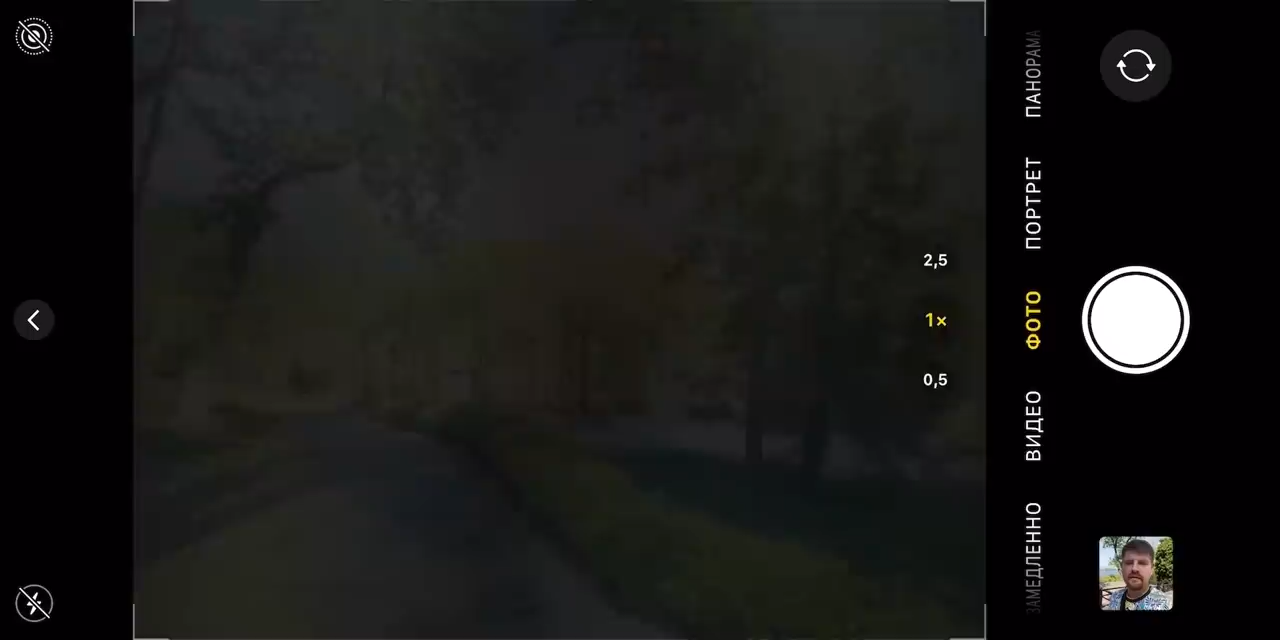 ПАНОРАМА
ПОРТРЕТ
ФОТО
ВИДЕО
ЗАМЕДЛЕННО
2,5
1×
0,5